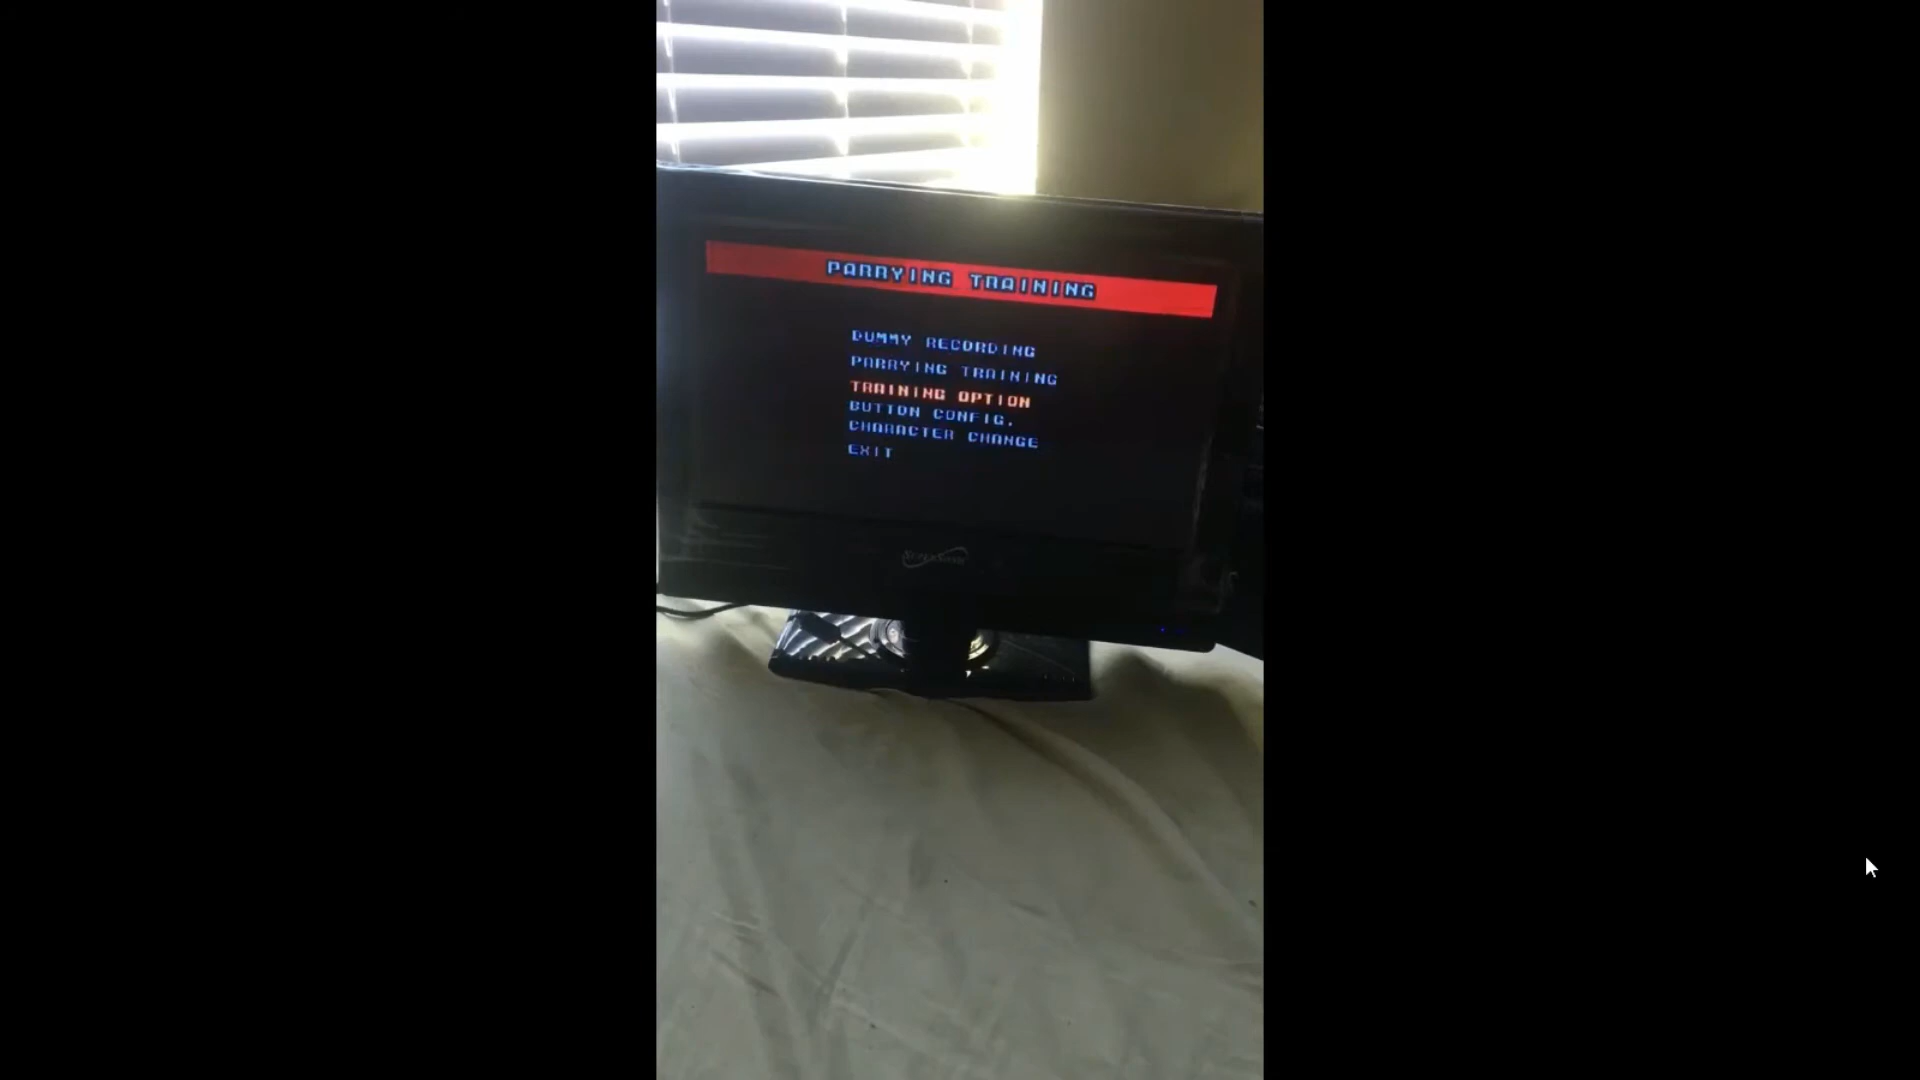 PARRYING TRAINING
DUMMY RECORDING
PARRYING TRAINING
TRAINING OPTION
BUTTON CONFIG.
CHARACTER CHANGE
EXIT